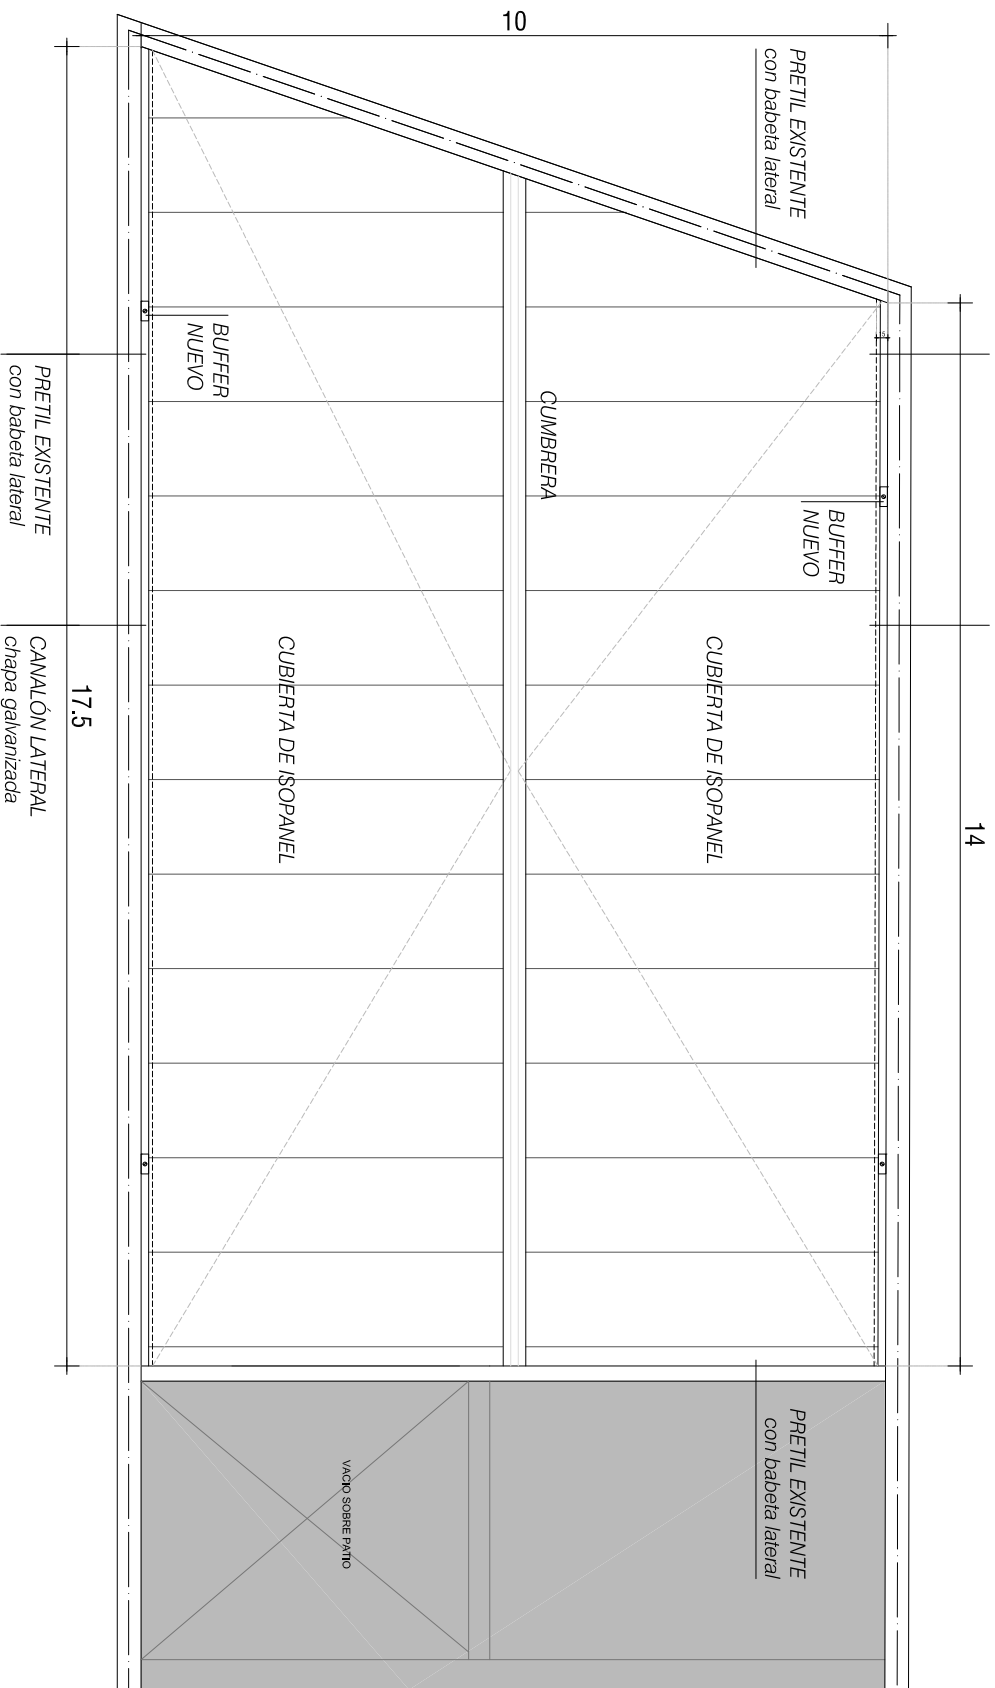 10
PRETIL EXISTENTE
con babeta lateral
15
BUFFER
NUEVO
PRETIL EXISTENTE
con babeta lateral
CUMBRERA
BUFFER
NUEVO
CUBIERTA DE ISOPANEL
CUBIERTA DE ISOPANEL
CANALÓN LATERAL
chapa galvanizada
17.5
14
PRETIL EXISTENTE
con babeta lateral
VACIO SOBRE PATIO